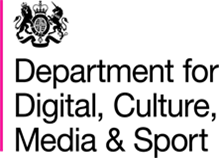 Department for
Digital, Culture,
Media & Sport